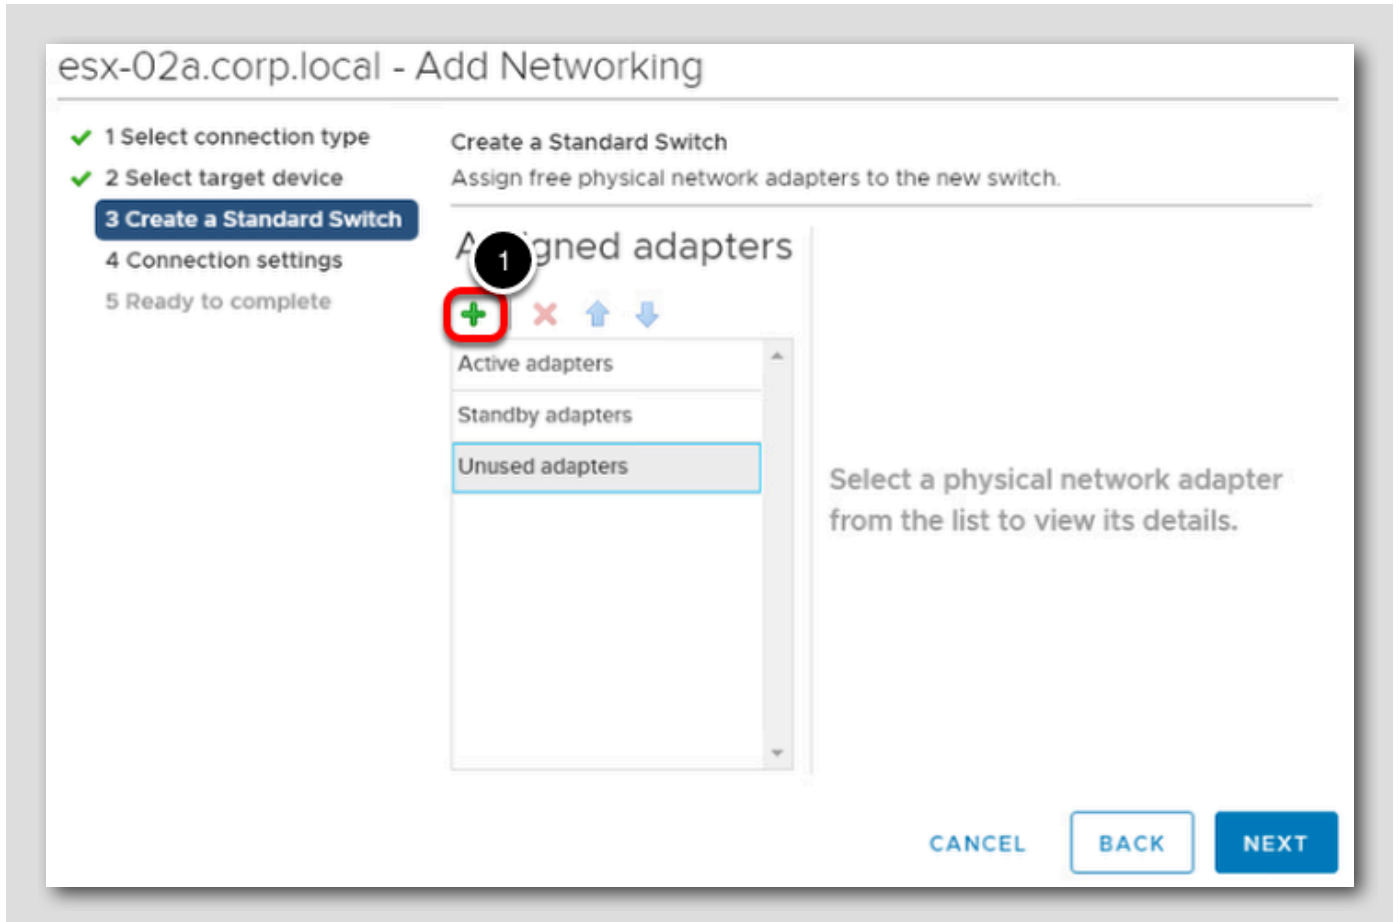 esx-02a.corp.local - Add Networking
1 Select connection type
2 Select target device
3 Create a Standard Switch
4 Connection settings
5 Ready to complete
Create a Standard Switch
Assign free physical network adapters to the new switch.
adapters
1
Active adapters
Standby adapters
Unused adapters
Select a physical network adapter
from the list to view its details.
CANCEL
BACK
NEXT